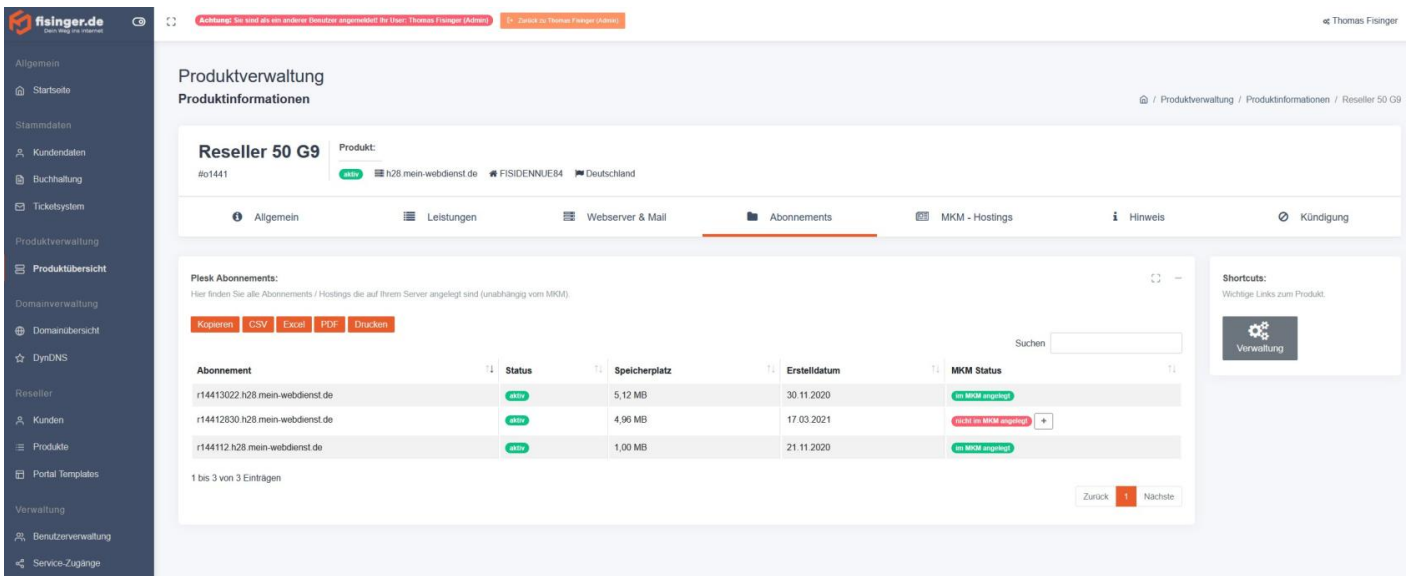 fisinger.de
Dein Weg ins Internet
Achtung: Sie sind als ein anderer Benutzer angemeldet! Ihr User: Thomas Fisinger (Admin)
Zurück zu Thomas Fisinger (Admin)
Thomas Fisinger
Allgemein
Startseite
Stammdaten
Kundendaten
Buchhaltung
Ticketsystem
Produktverwaltung
Produktübersicht
Domainverwaltung
Domainübersicht
DynDNS
Reseller
Kunden
Produkte
Portal Templates
Verwaltung
Benutzerverwaltung
Service-Zugänge
Produktverwaltung
Produktinformationen
/ Produktverwaltung / Produktinformationen / Reseller 50 G9
Reseller 50 G9
#o1441
Produkt:
aktiv h28.mein-webdienst.de FISIDENNUE84 Deutschland
Allgemein Leistungen Webserver & Mail Abonnements MKM - Hostings Hinweis Kündigung
Plesk Abonnements:
Hier finden Sie alle Abonnements / Hostings die auf Ihrem Server angelegt sind (unabhängig vom MKM).
Kopieren CSV Excel PDF Drucken
Suchen
Abonnement Status Speicherplatz Erstelldatum MKM Status
r14413022.h28.mein-webdienst.de aktiv 5,12 MB 30.11.2020 im MKM angelegt
r14412830.h28.mein-webdienst.de aktiv 4,96 MB 17.03.2021 nicht im MKM angelegt +
r144112.h28.mein-webdienst.de aktiv 1,00 MB 21.11.2020 im MKM angelegt
1 bis 3 von 3 Einträgen
Zurück 1 Nächste
Shortcuts:
Wichtige Links zum Produkt.
Verwaltung